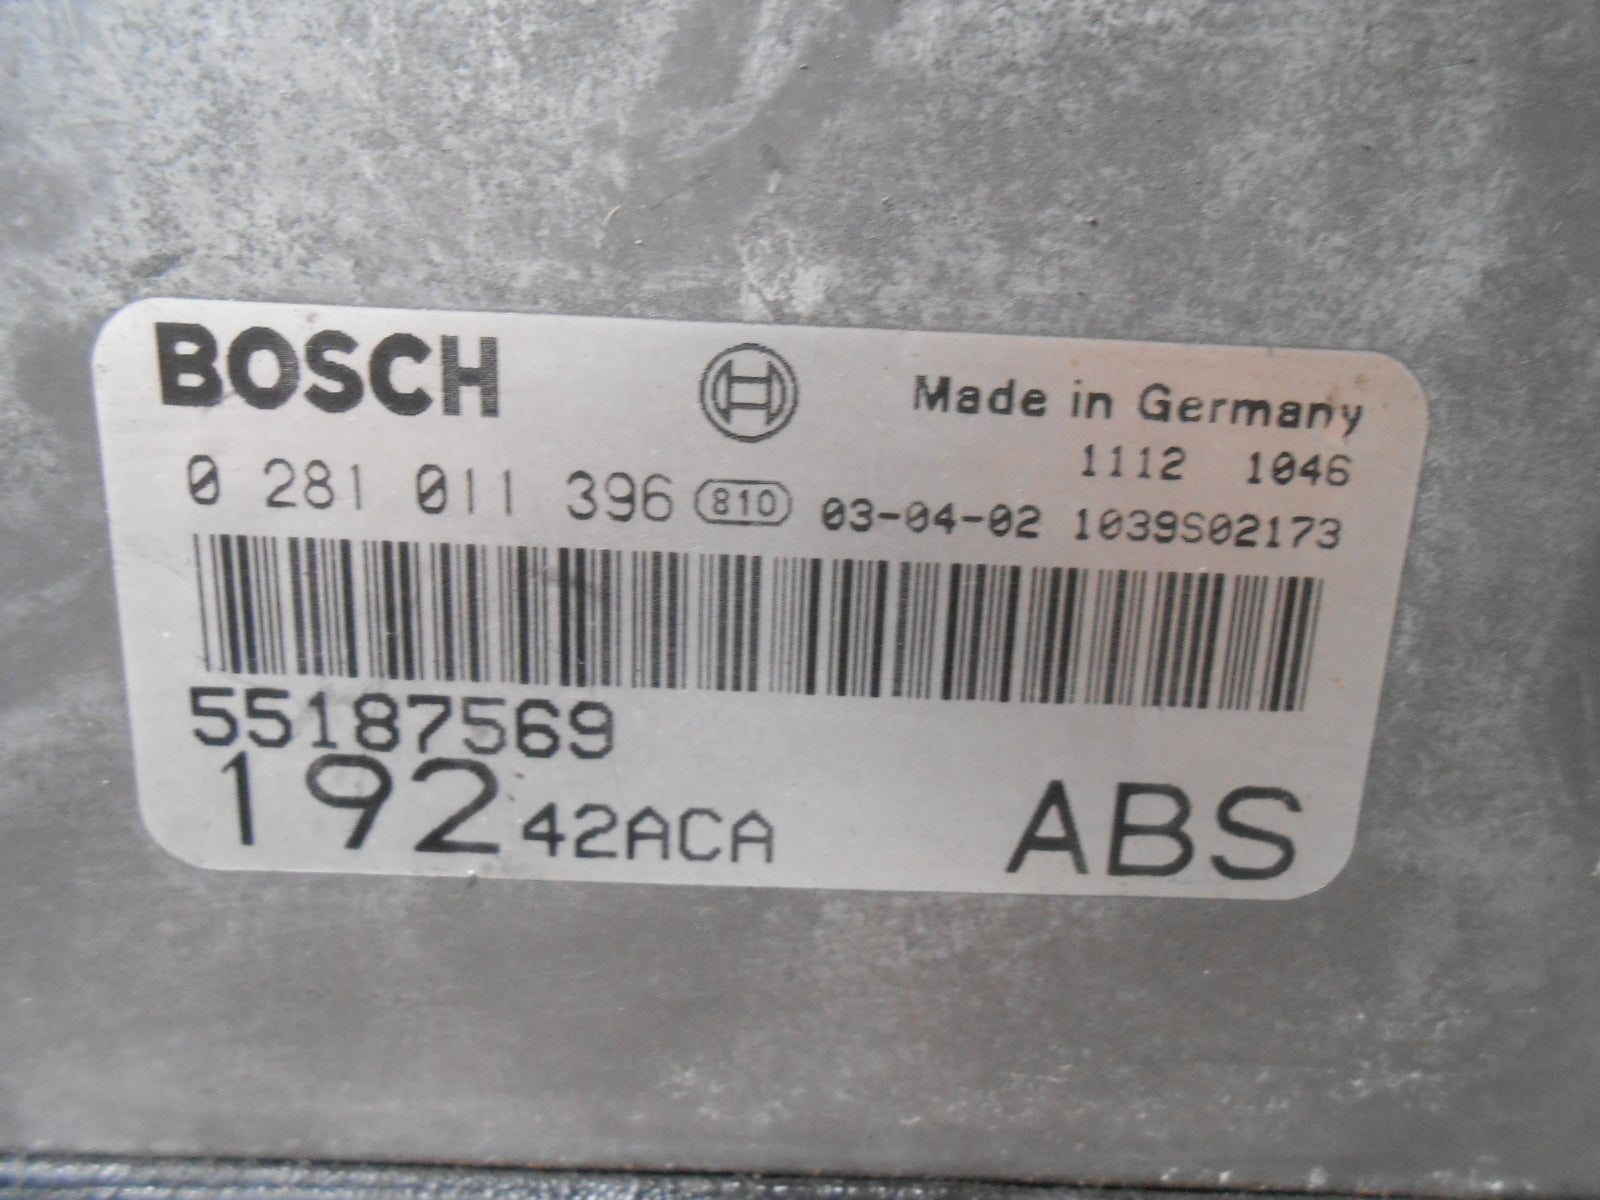 BOSCH
Made in Germany
1112 1046
0 281 011 396 810 03-04-02 1039S02173
55187569
192 42ACA ABS